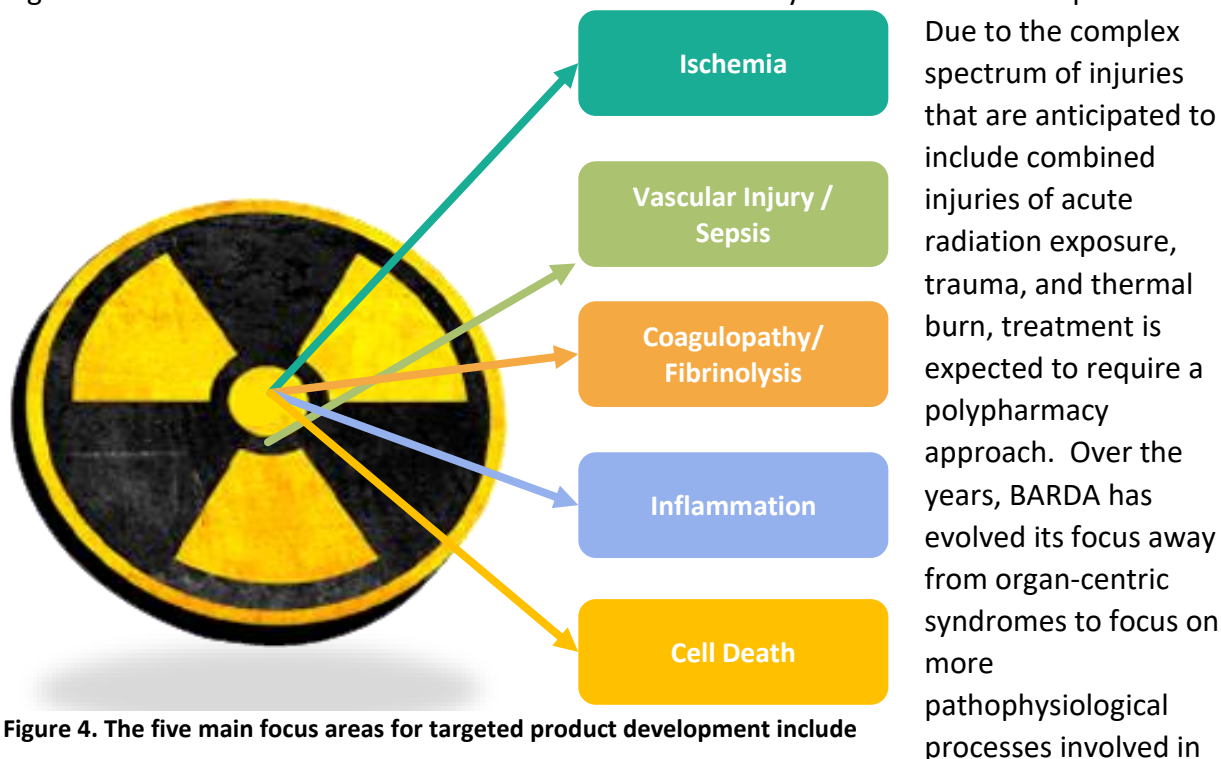 Ischemia
Vascular Injury /
Sepsis
Coagulopathy/
Fibrinolysis
Inflammation
Cell Death
Figure 4. The five main focus areas for targeted product development include
Due to the complex
spectrum of injuries
that are anticipated to
include combined
injuries of acute
radiation exposure,
trauma, and thermal
burn, treatment is
expected to require a
polypharmacy
approach.  Over the
years, BARDA has
evolved its focus away
from organ-centric
syndromes to focus on
more
pathophysiological
processes involved in